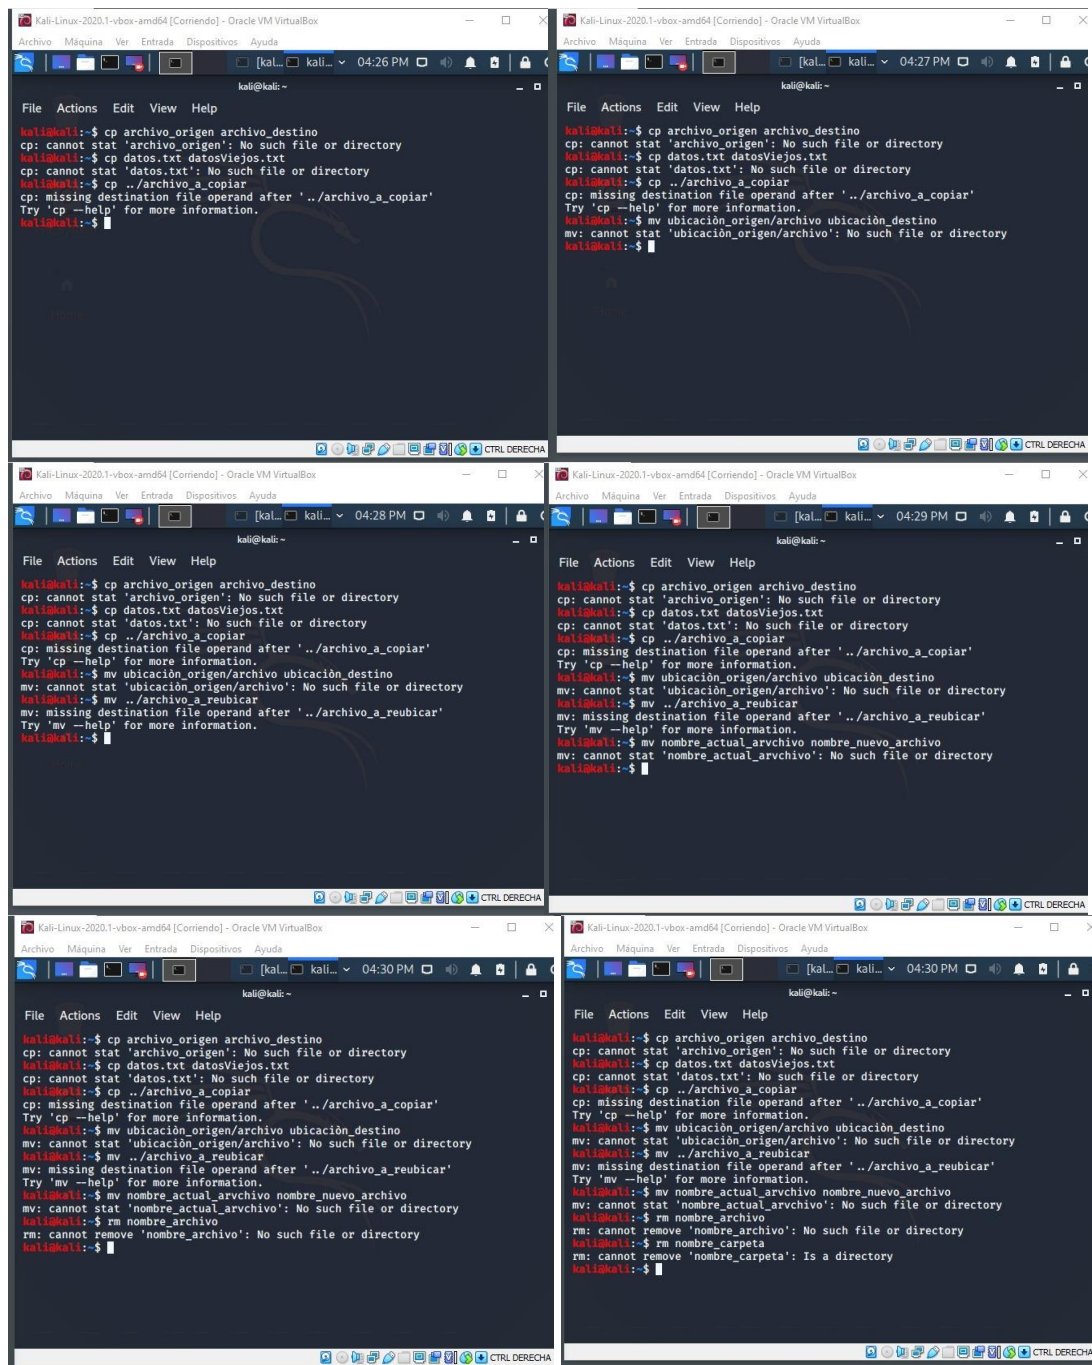 Kali-Linux-2020.1-vbox-amd64 [Corriendo] - Oracle VM VirtualBox
Archivo Máquina Ver Entrada Dispositivos Ayuda
[kal... kali... 04:26 PM
kali@kali: ~
File Actions Edit View Help
kali@kali:~$ cp archivo_origen archivo_destino
cp: cannot stat 'archivo_origen': No such file or directory
kali@kali:~$ cp datos.txt datosViejos.txt
cp: cannot stat 'datos.txt': No such file or directory
kali@kali:~$ cp ../archivo_a_copiar
cp: missing destination file operand after '../archivo_a_copiar'
Try 'cp --help' for more information.
kali@kali:~$
CTRL DERECHA
Kali-Linux-2020.1-vbox-amd64 [Corriendo] - Oracle VM VirtualBox
Archivo Máquina Ver Entrada Dispositivos Ayuda
[kal... kali... 04:27 PM
kali@kali: ~
File Actions Edit View Help
kali@kali:~$ cp archivo_origen archivo_destino
cp: cannot stat 'archivo_origen': No such file or directory
kali@kali:~$ cp datos.txt datosViejos.txt
cp: cannot stat 'datos.txt': No such file or directory
kali@kali:~$ cp ../archivo_a_copiar
cp: missing destination file operand after '../archivo_a_copiar'
Try 'cp --help' for more information.
kali@kali:~$ mv ubicaciòn_origen/archivo ubicaciòn_destino
mv: cannot stat 'ubicaciòn_origen/archivo': No such file or directory
kali@kali:~$
CTRL DERECHA
Kali-Linux-2020.1-vbox-amd64 [Corriendo] - Oracle VM VirtualBox
Archivo Máquina Ver Entrada Dispositivos Ayuda
[kal... kali... 04:28 PM
kali@kali: ~
File Actions Edit View Help
kali@kali:~$ cp archivo_origen archivo_destino
cp: cannot stat 'archivo_origen': No such file or directory
kali@kali:~$ cp datos.txt datosViejos.txt
cp: cannot stat 'datos.txt': No such file or directory
kali@kali:~$ cp ../archivo_a_copiar
cp: missing destination file operand after '../archivo_a_copiar'
Try 'cp --help' for more information.
kali@kali:~$ mv ubicaciòn_origen/archivo ubicaciòn_destino
mv: cannot stat 'ubicaciòn_origen/archivo': No such file or directory
kali@kali:~$ mv ../archivo_a_reubicar
mv: missing destination file operand after '../archivo_a_reubicar'
Try 'mv --help' for more information.
kali@kali:~$
CTRL DERECHA
Kali-Linux-2020.1-vbox-amd64 [Corriendo] - Oracle VM VirtualBox
Archivo Máquina Ver Entrada Dispositivos Ayuda
[kal... kali... 04:29 PM
kali@kali: ~
File Actions Edit View Help
kali@kali:~$ cp archivo_origen archivo_destino
cp: cannot stat 'archivo_origen': No such file or directory
kali@kali:~$ cp datos.txt datosViejos.txt
cp: cannot stat 'datos.txt': No such file or directory
kali@kali:~$ cp ../archivo_a_copiar
cp: missing destination file operand after '../archivo_a_copiar'
Try 'cp --help' for more information.
kali@kali:~$ mv ubicaciòn_origen/archivo ubicaciòn_destino
mv: cannot stat 'ubicaciòn_origen/archivo': No such file or directory
kali@kali:~$ mv ../archivo_a_reubicar
mv: missing destination file operand after '../archivo_a_reubicar'
Try 'mv --help' for more information.
kali@kali:~$ mv nombre_actual_arvchivo nombre_nuevo_archivo
mv: cannot stat 'nombre_actual_arvchivo': No such file or directory
kali@kali:~$
CTRL DERECHA
Kali-Linux-2020.1-vbox-amd64 [Corriendo] - Oracle VM VirtualBox
Archivo Máquina Ver Entrada Dispositivos Ayuda
[kal... kali... 04:30 PM
kali@kali: ~
File Actions Edit View Help
kali@kali:~$ cp archivo_origen archivo_destino
cp: cannot stat 'archivo_origen': No such file or directory
kali@kali:~$ cp datos.txt datosViejos.txt
cp: cannot stat 'datos.txt': No such file or directory
kali@kali:~$ cp ../archivo_a_copiar
cp: missing destination file operand after '../archivo_a_copiar'
Try 'cp --help' for more information.
kali@kali:~$ mv ubicaciòn_origen/archivo ubicaciòn_destino
mv: cannot stat 'ubicaciòn_origen/archivo': No such file or directory
kali@kali:~$ mv ../archivo_a_reubicar
mv: missing destination file operand after '../archivo_a_reubicar'
Try 'mv --help' for more information.
kali@kali:~$ mv nombre_actual_arvchivo nombre_nuevo_archivo
mv: cannot stat 'nombre_actual_arvchivo': No such file or directory
kali@kali:~$ rm nombre_archivo
rm: cannot remove 'nombre_archivo': No such file or directory
kali@kali:~$
CTRL DERECHA
Kali-Linux-2020.1-vbox-amd64 [Corriendo] - Oracle VM VirtualBox
Archivo Máquina Ver Entrada Dispositivos Ayuda
[kal... kali... 04:30 PM
kali@kali: ~
File Actions Edit View Help
kali@kali:~$ cp archivo_origen archivo_destino
cp: cannot stat 'archivo_origen': No such file or directory
kali@kali:~$ cp datos.txt datosViejos.txt
cp: cannot stat 'datos.txt': No such file or directory
kali@kali:~$ cp ../archivo_a_copiar
cp: missing destination file operand after '../archivo_a_copiar'
Try 'cp --help' for more information.
kali@kali:~$ mv ubicaciòn_origen/archivo ubicaciòn_destino
mv: cannot stat 'ubicaciòn_origen/archivo': No such file or directory
kali@kali:~$ mv ../archivo_a_reubicar
mv: missing destination file operand after '../archivo_a_reubicar'
Try 'mv --help' for more information.
kali@kali:~$ mv nombre_actual_arvchivo nombre_nuevo_archivo
mv: cannot stat 'nombre_actual_arvchivo': No such file or directory
kali@kali:~$ rm nombre_archivo
rm: cannot remove 'nombre_archivo': No such file or directory
kali@kali:~$ rm nombre_carpeta
rm: cannot remove 'nombre_carpeta': Is a directory
kali@kali:~$
CTRL DERECHA